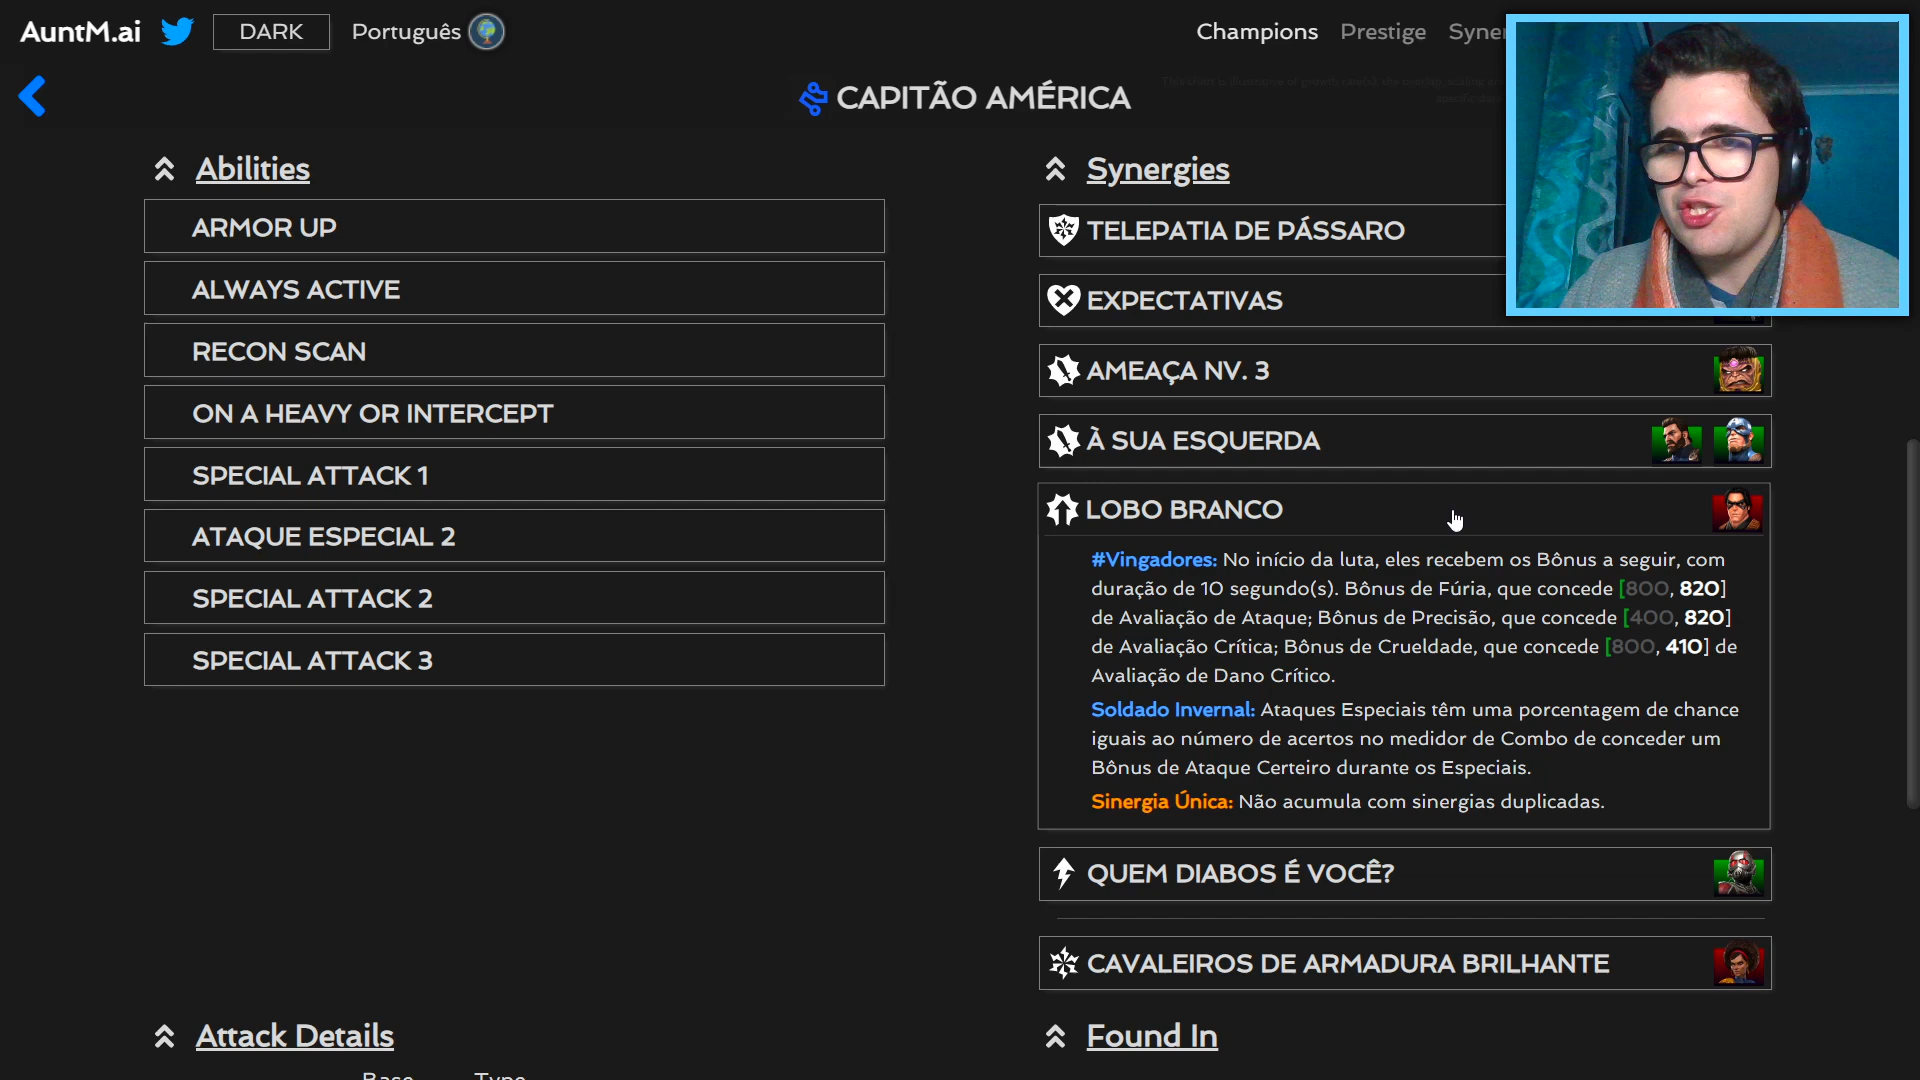 AuntM.ai
DARK
Português
Champions
Prestige
CAPITÃO AMÉRICA
Abilities
ARMOR UP
ALWAYS ACTIVE
RECON SCAN
ON A HEAVY OR INTERCEPT
SPECIAL ATTACK 1
ATAQUE ESPECIAL 2
SPECIAL ATTACK 2
SPECIAL ATTACK 3
Synergies
TELEPATIA DE PÁSSARO
EXPECTATIVAS
AMEAÇA NV. 3
À SUA ESQUERDA
LOBO BRANCO
#Vingadores: No início da luta, eles recebem os Bônus a seguir, com
duração de 10 segundo(s). Bônus de Fúria, que concede [800, 820]
de Avaliação de Ataque; Bônus de Precisão, que concede [400, 820]
de Avaliação Crítica; Bônus de Crueldade, que concede [800, 410] de
Avaliação de Dano Crítico.
Soldado Invernal: Ataques Especiais têm uma porcentagem de chance
iguais ao número de acertos no medidor de Combo de conceder um
Bônus de Ataque Certeiro durante os Especiais.
Sinergia Única: Não acumula com sinergias duplicadas.
QUEM DIABOS É VOCÊ?
CAVALEIROS DE ARMADURA BRILHANTE
Attack Details
Base Type
Found In